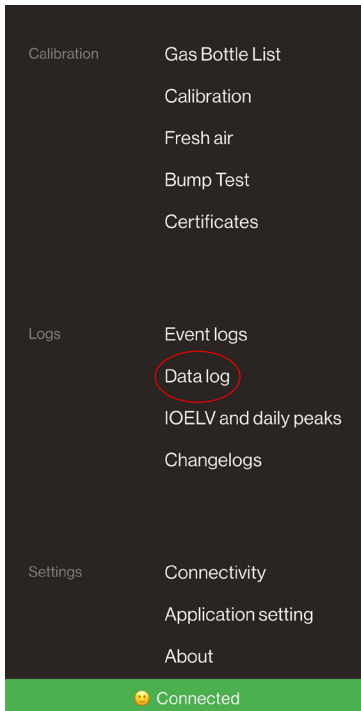 Calibration Gas Bottle List
Calibration
Fresh air
Bump Test
Certificates
Logs Event logs
Data log
IOELV and daily peaks
Changelogs
Settings Connectivity
Application setting
About
🙂 Connected